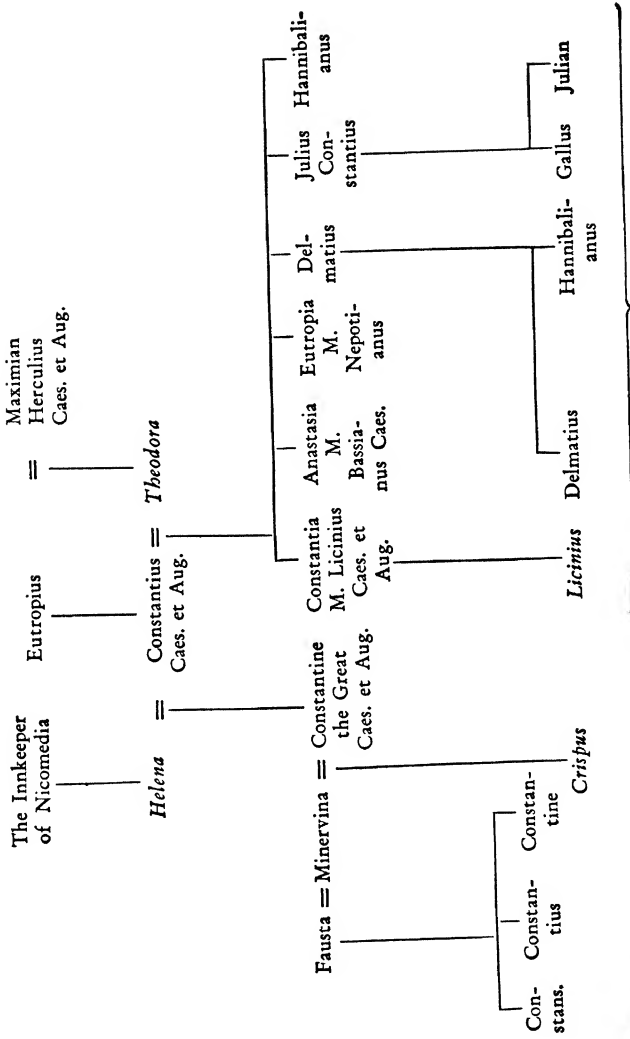 The Innkeeper
of Nicomedia
Eutropius
=
Maximian
Herculius
Caes. et Aug.
Helena
=
Constantius
Caes. et Aug.
=
Theodora
Fausta = Minervina = Constantine
the Great
Caes. et Aug.
Constantia
M. Licinius
Caes. et
Aug.
Anastasia
M.
Bassia-
nus Caes.
Eutropia
M.
Nepoti-
anus
Del-
matius
Julius
Con-
stantius
Hannibali-
anus
Con-
stans.
Constan-
tius
Constan-
tine
Crispus
Licinius
Delmatius
Hannibali-
anus
Gallus
Julian